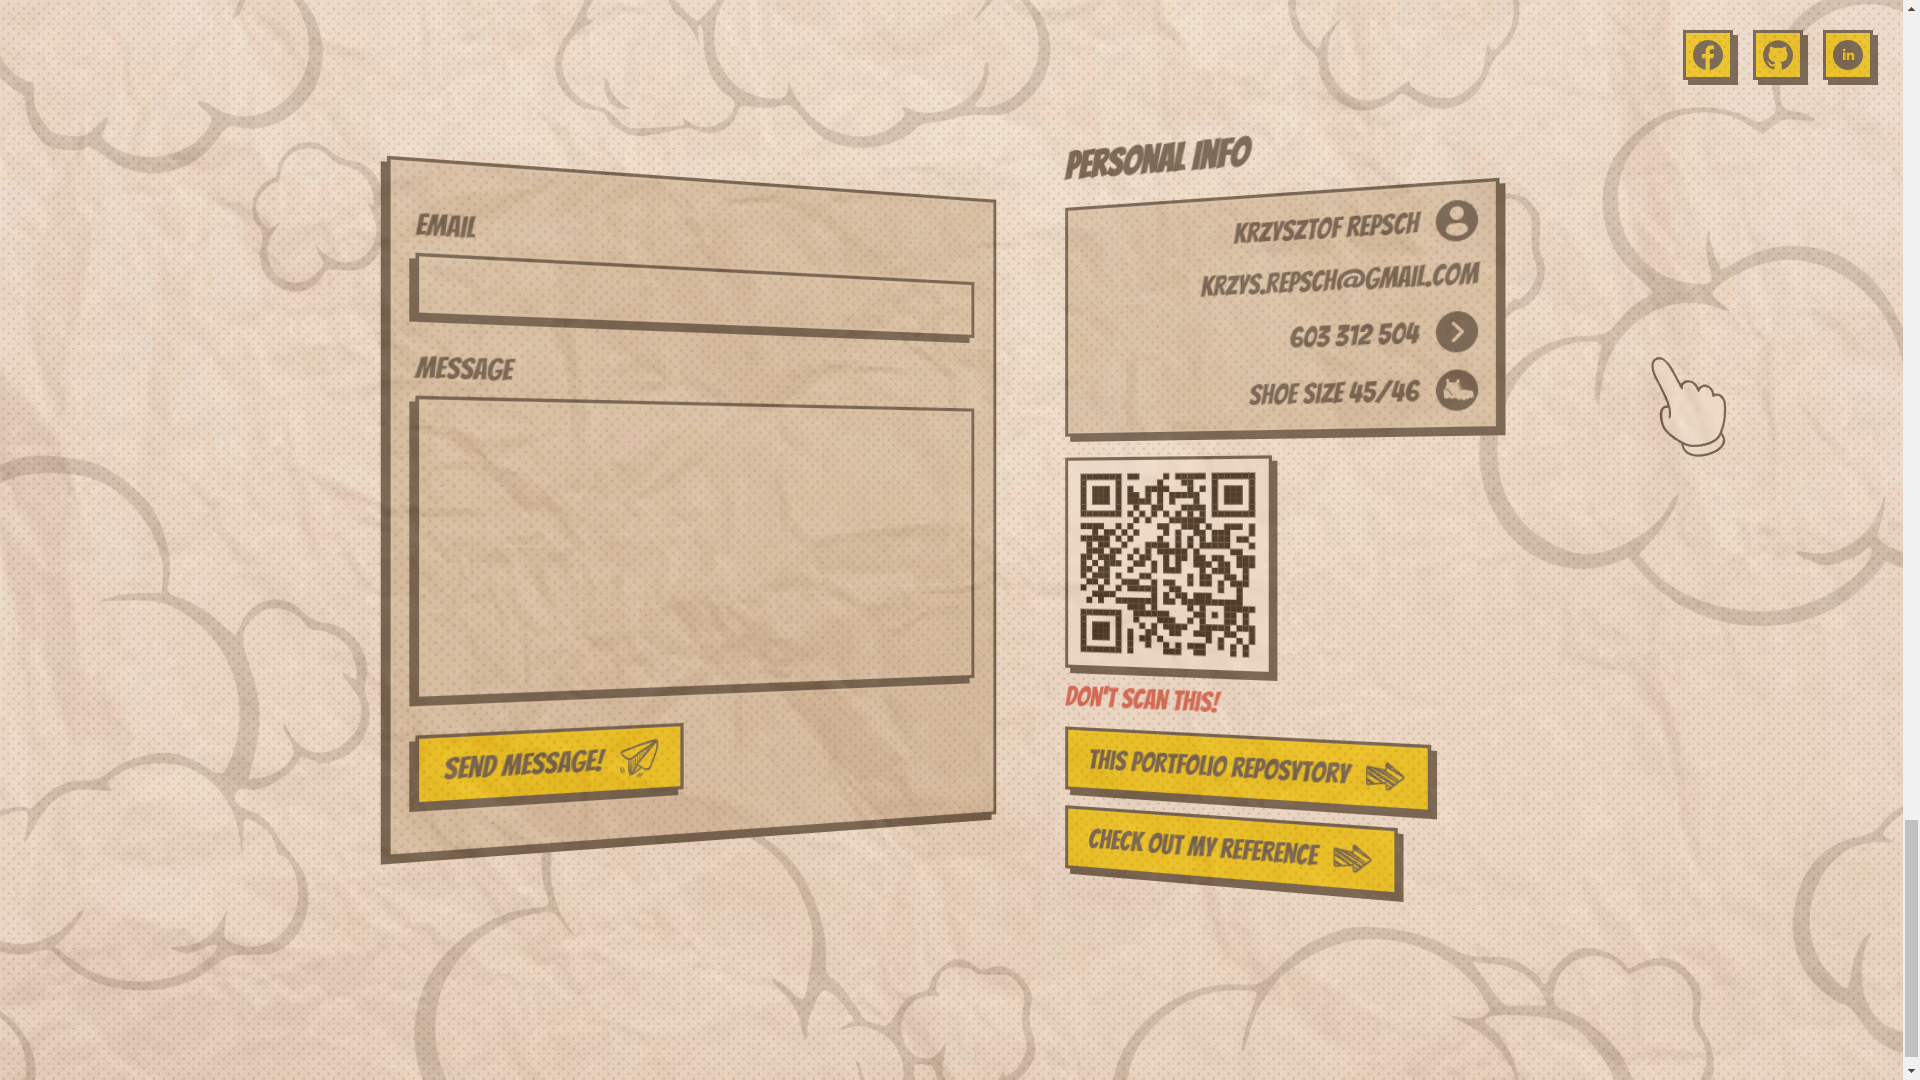 in
EMAIL
MESSAGE
SEND MESSAGE!
PERSONAL INFO
KRZYSZTOF REPSCH
KRZYS.REPSCH@GMAIL.COM
603 312 504
SHOE SIZE 45/46
DON'T SCAN THIS!
THIS PORTFOLIO REPOSYTORY
CHECK OUT MY REFERENCE